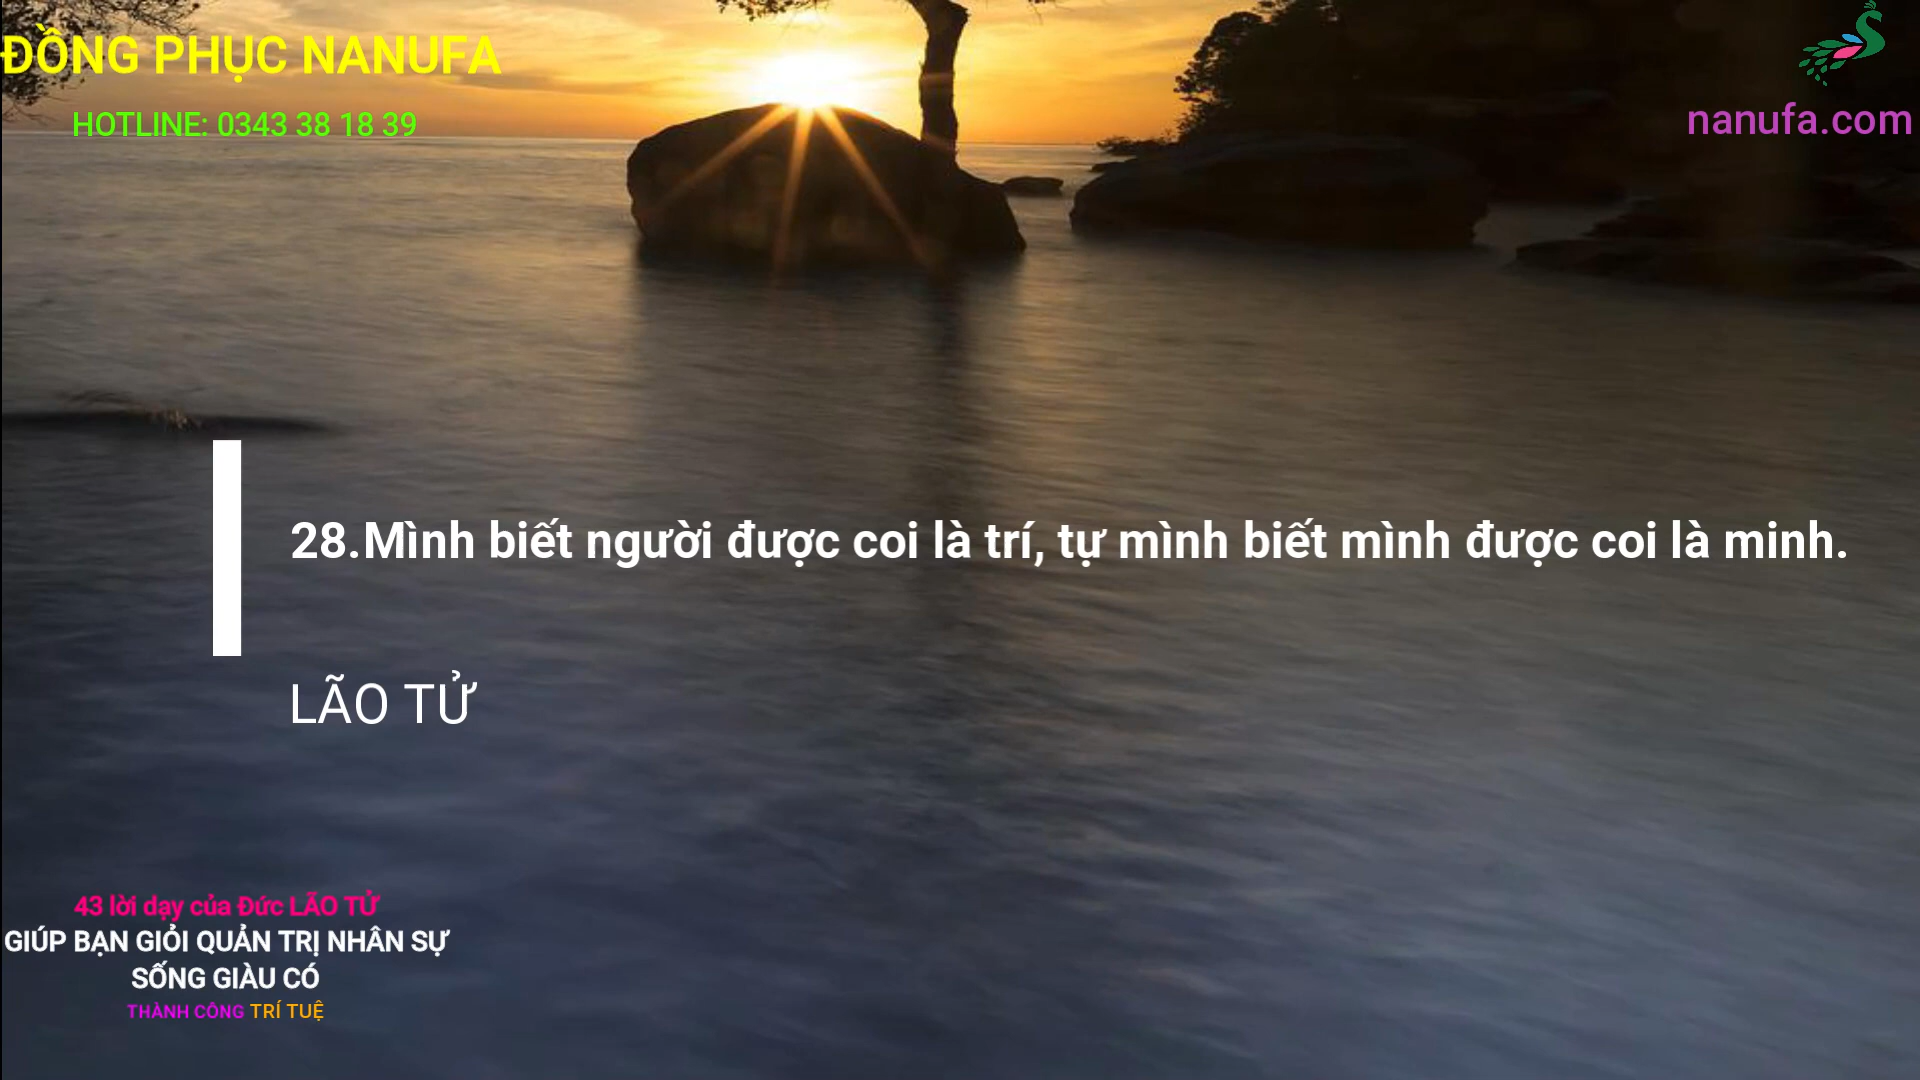 ĐỒNG PHỤC NANUFA
HOTLINE: 0343 38 18 39
nanufa.com
28.Mình biết người được coi là trí, tự mình biết mình được coi là minh.
LÃO TỬ
43 lời dạy của Đức LÃO TỬ
GIÚP BẠN GIỎI QUẢN TRỊ NHÂN SỰ
SỐNG GIÀU CÓ
THÀNH CÔNG TRÍ TUỆ